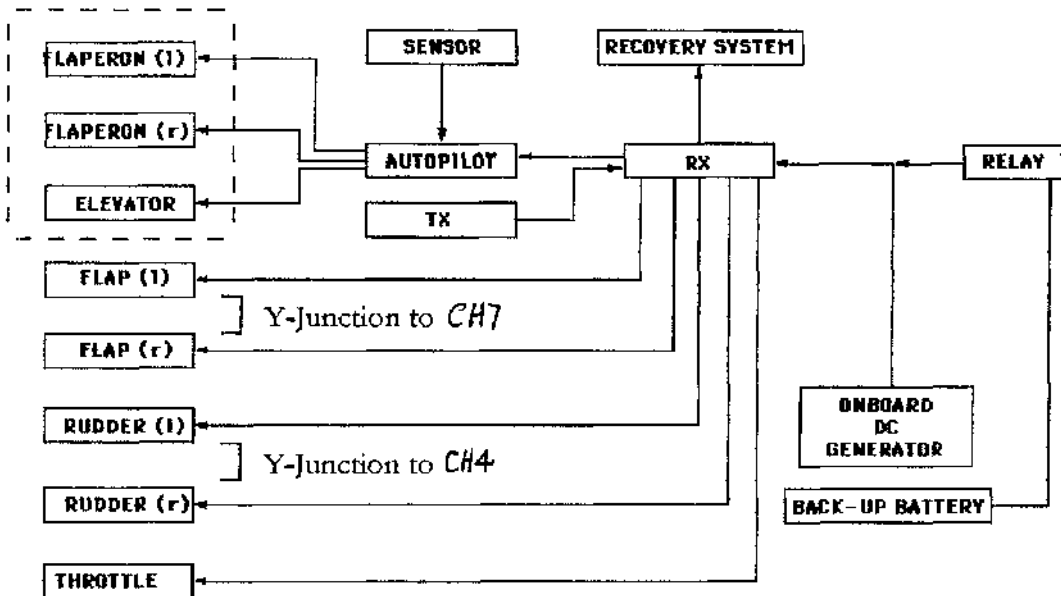 FLAPERON (l)
SENSOR
RECOVERY SYSTEM
FLAPERON (r)
AUTOPILOT
RX
RELAY
ELEVATOR
TX
FLAP (l)
Y-Junction to CH7
FLAP (r)
RUDDER (l)
Y-Junction to CH4
RUDDER (r)
ONBOARD
DC
GENERATOR
BACK-UP BATTERY
THROTTLE